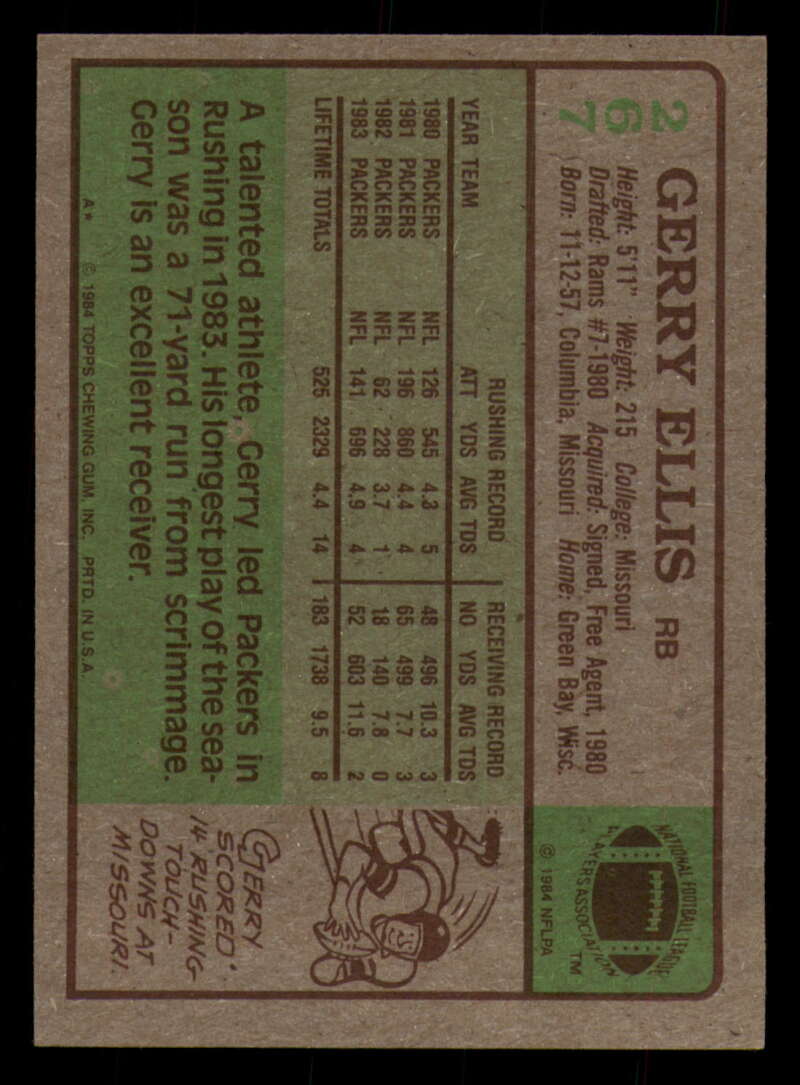 267
GERRY ELLIS RB
Height: 5'11" Weight: 215 College: Missouri
Drafted: Rams #7-1980 Acquired: Signed, Free Agent, 1980
Born: 11-12-57, Columbia, Missouri Home: Green Bay, Wisc.
NATIONAL FOOTBALL LEAGUE
PLAYERS ASSOCIATION
TM
© 1984 NFLPA
RUSHING RECORD RECEIVING RECORD
YEAR TEAM ATT YDS AVG TDS NO YDS AVG TDS
1980 PACKERS NFL 126 545 4.3 5 48 496 10.3 3
1981 PACKERS NFL 196 860 4.4 4 65 499 7.7 3
1982 PACKERS NFL 62 228 3.7 1 18 140 7.8 0
1983 PACKERS NFL 141 696 4.9 4 52 603 11.6 2
LIFETIME TOTALS 525 2329 4.4 14 183 1738 9.5 8
A talented athlete, Gerry led Packers in
Rushing in 1983. His longest play of the sea-
son was a 71-yard run from scrimmage.
Gerry is an excellent receiver.
A* © 1984 TOPPS CHEWING GUM, INC. PRTD. IN U.S.A.
GERRY
SCORED
14 RUSHING
TOUCH-
DOWNS AT
MISSOURI.